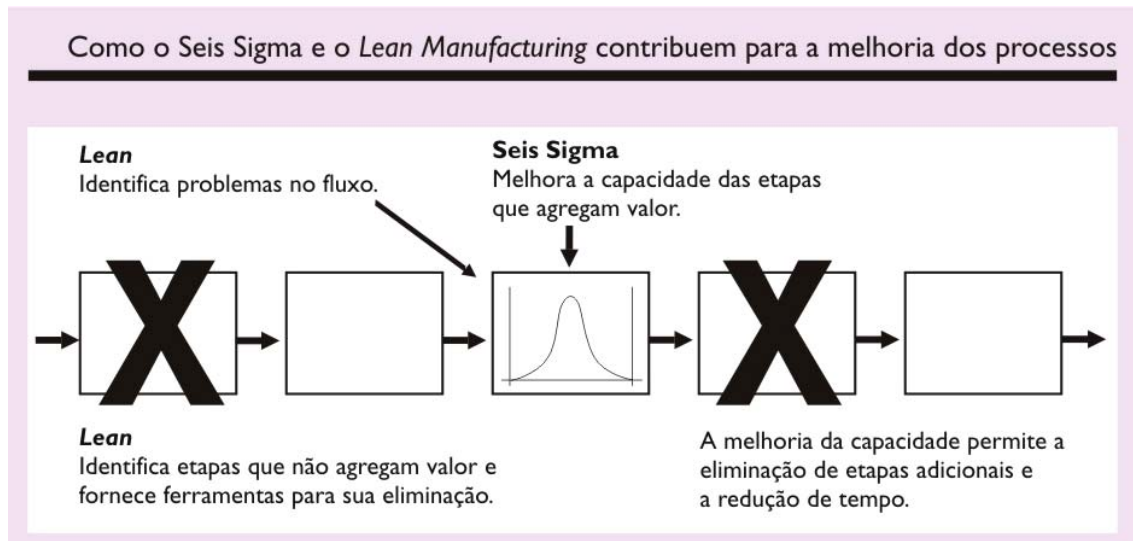 Como o Seis Sigma e o Lean Manufacturing contribuem para a melhoria dos processos
Lean
Identifica problemas no fluxo.
Seis Sigma
Melhora a capacidade das etapas
que agregam valor.
Lean
Identifica etapas que não agregam valor e
fornece ferramentas para sua eliminação.
A melhoria da capacidade permite a
eliminação de etapas adicionais e
a redução de tempo.